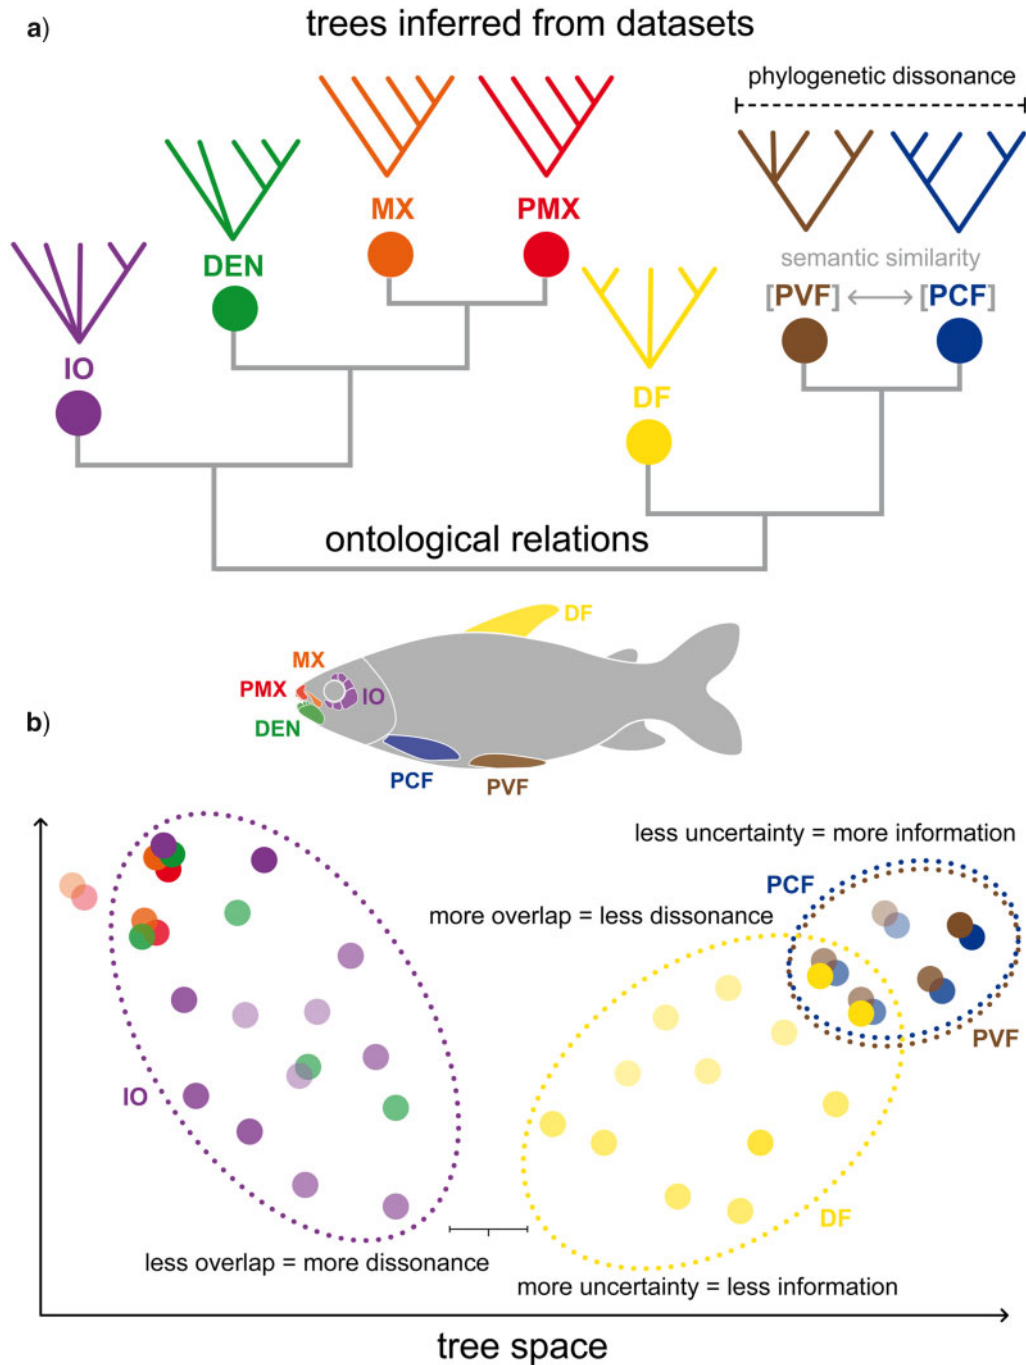 a)
trees inferred from datasets
phylogenetic dissonance
MX
PMX
DEN
semantic similarity
[PVF]
[PCF]
IO
DF
ontological relations
DF
MX
PMX
IO
DEN
b)
PCF
PVF
less uncertainty = more information
PCF
more overlap = less dissonance
PVF
IO
DF
less overlap = more dissonance
more uncertainty = less information
tree space